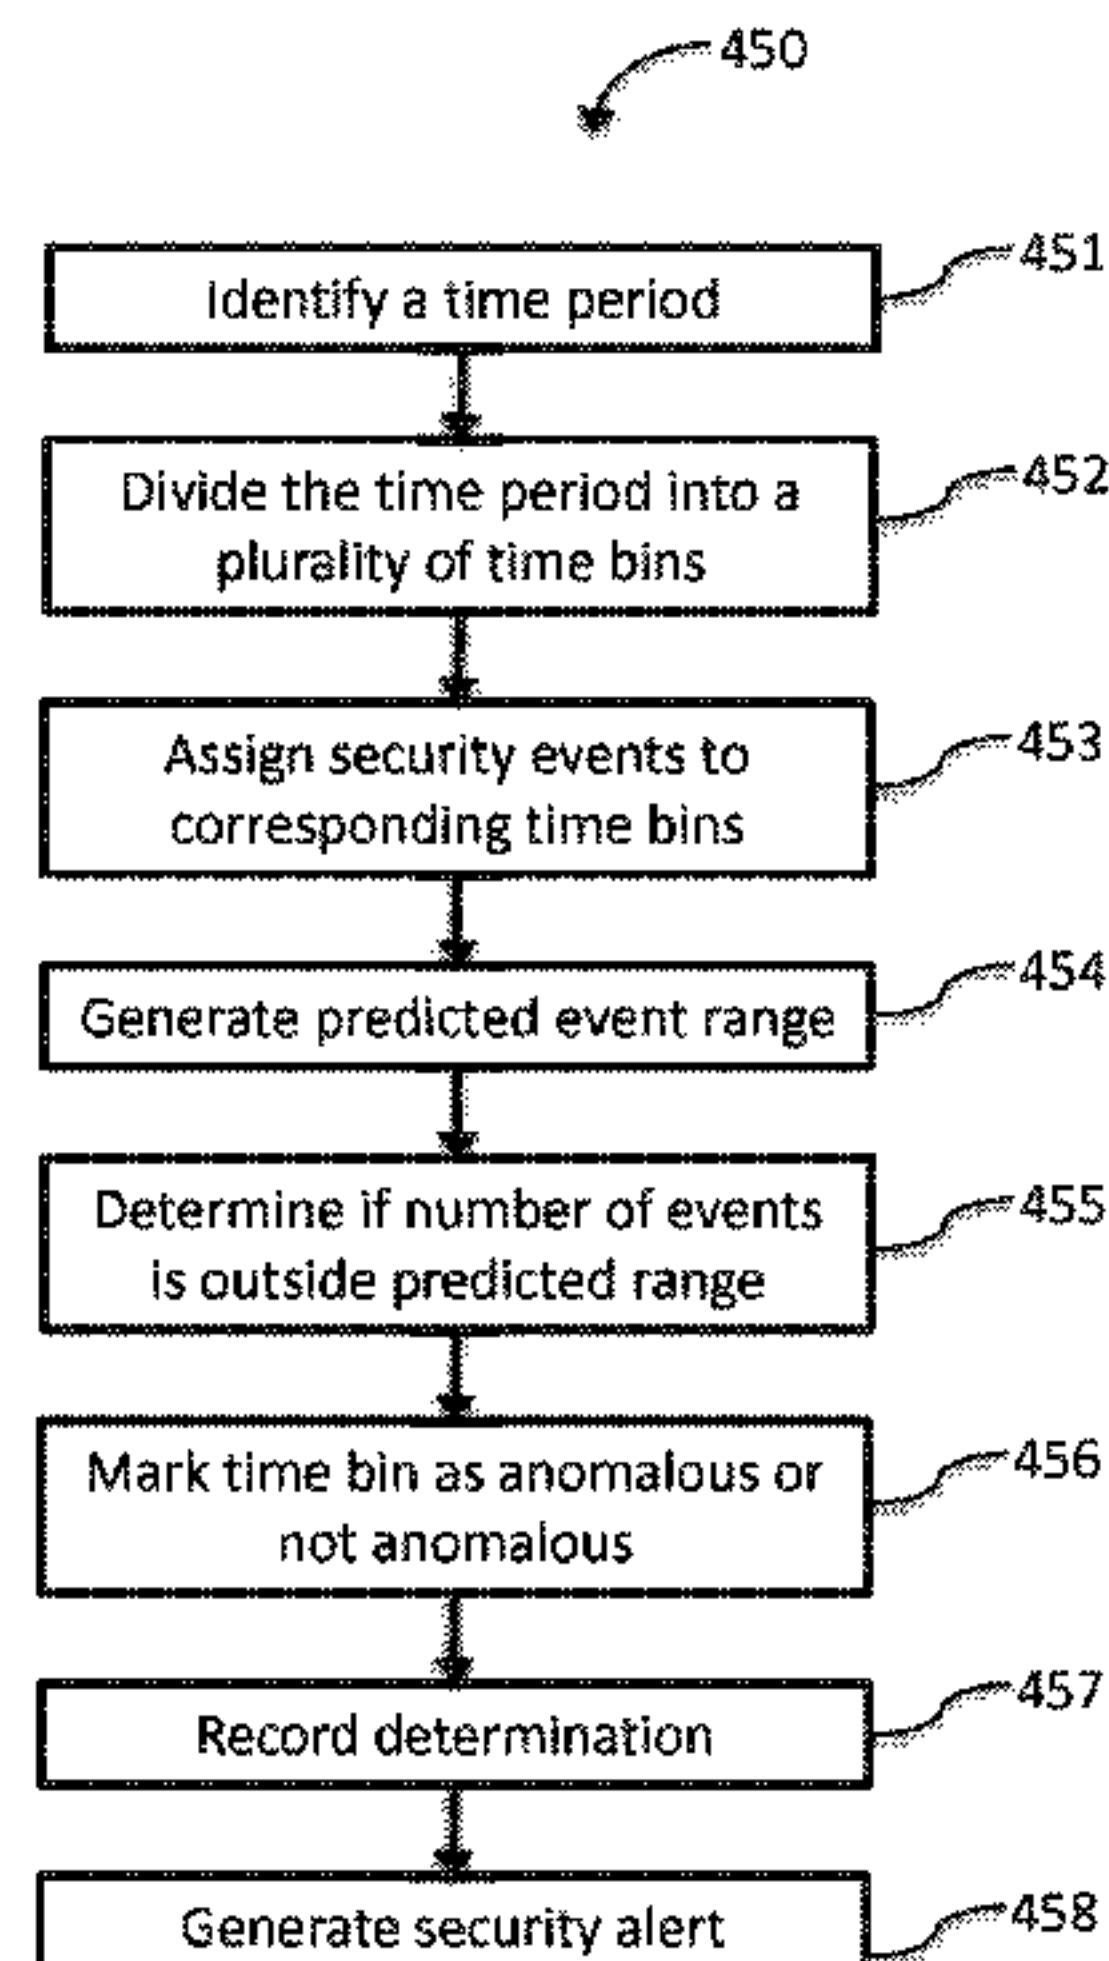 450
Identify a time period
451
Divide the time period into a
plurality of time bins
452
Assign security events to
corresponding time bins
453
Generate predicted event range
454
Determine if number of events
is outside predicted range
455
Mark time bin as anomalous or
not anomalous
456
Record determination
457
Generate security alert
458